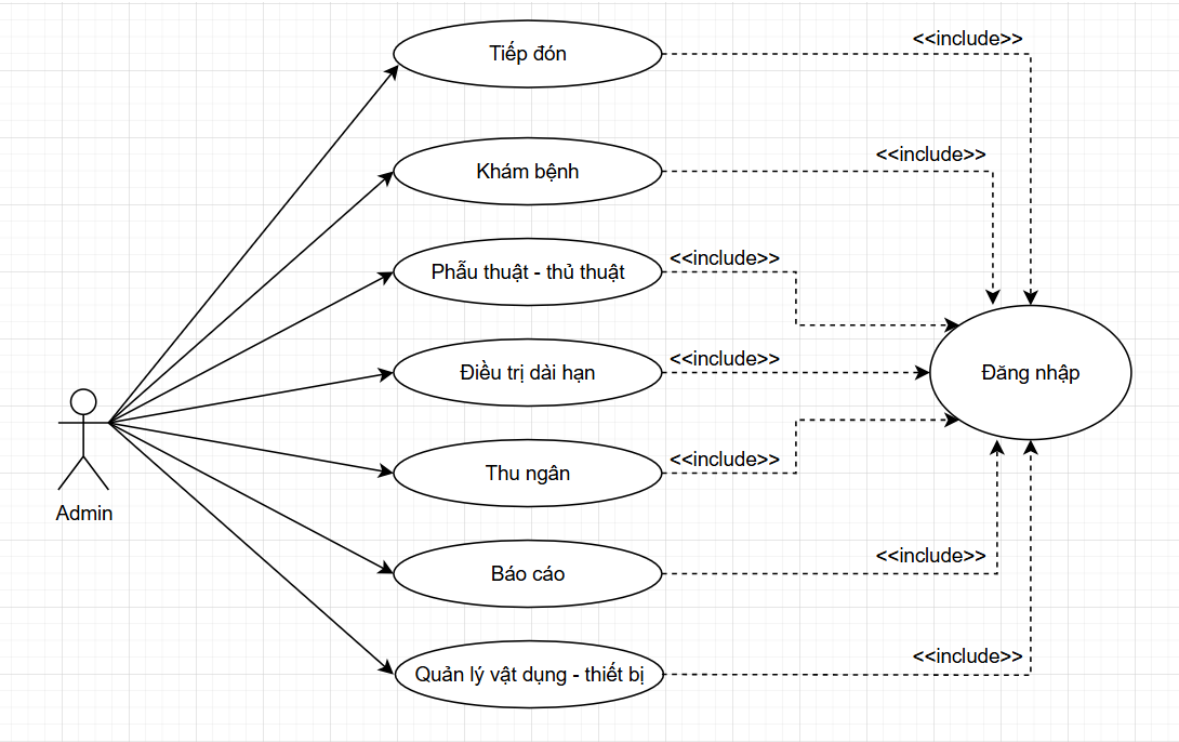 Tiếp đón
<<include>>
Khám bệnh
<<include>>
Phẫu thuật - thủ thuật
<<include>>
Điều trị dài hạn
<<include>>
Đăng nhập
Thu ngân
<<include>>
Admin
Báo cáo
<<include>>
Quản lý vật dụng - thiết bị
<<include>>